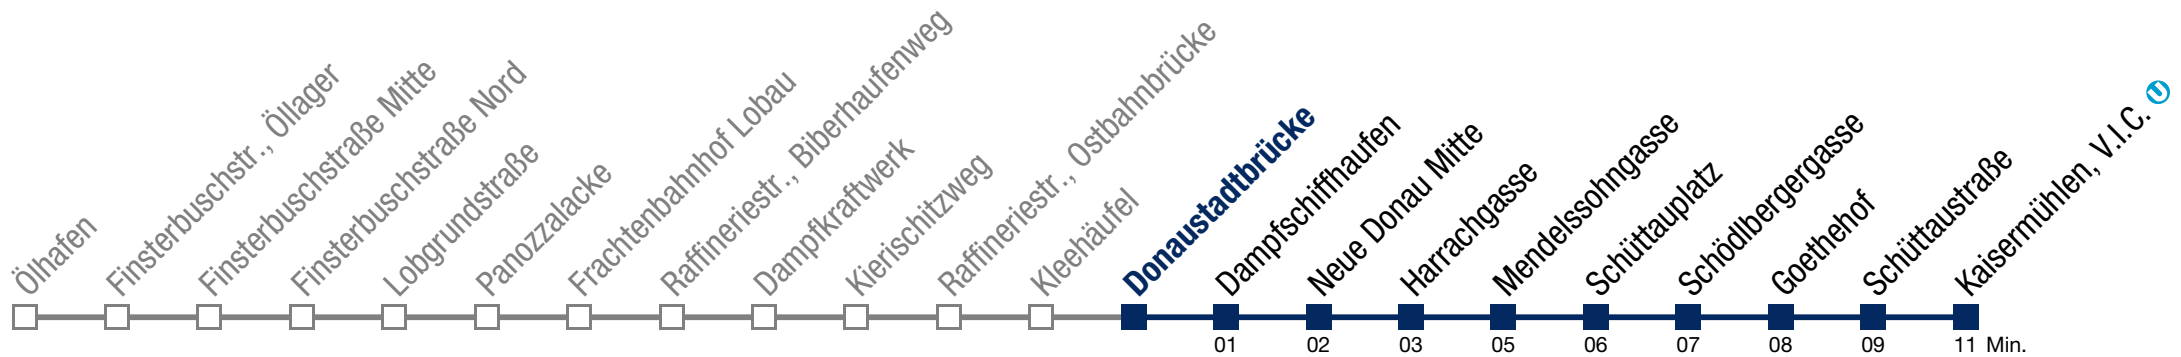 Ölhafen
Finsterbuschstr., Öllager
Finsterbuschstraße Mitte
Finsterbuschstraße Nord
Lobgrundstraße
Panozzalacke
Frachtenbahnhof Lobau
Raffineriestr., Biberhaufenweg
Dampfkraftwerk
Kierischitzweg
Raffineriestr., Ostbahnbrücke
Kleehäufel
Donaustadtbrücke
Dampfschiffhaufen
Neue Donau Mitte
Harrachgasse
Mendelssohngasse
Schüttauplatz
Schödlbergergasse
Goethehof
Schüttaustraße
Kaisermühlen, V.I.C. U
01 02 03 05 06 07 08 09 11 Min.